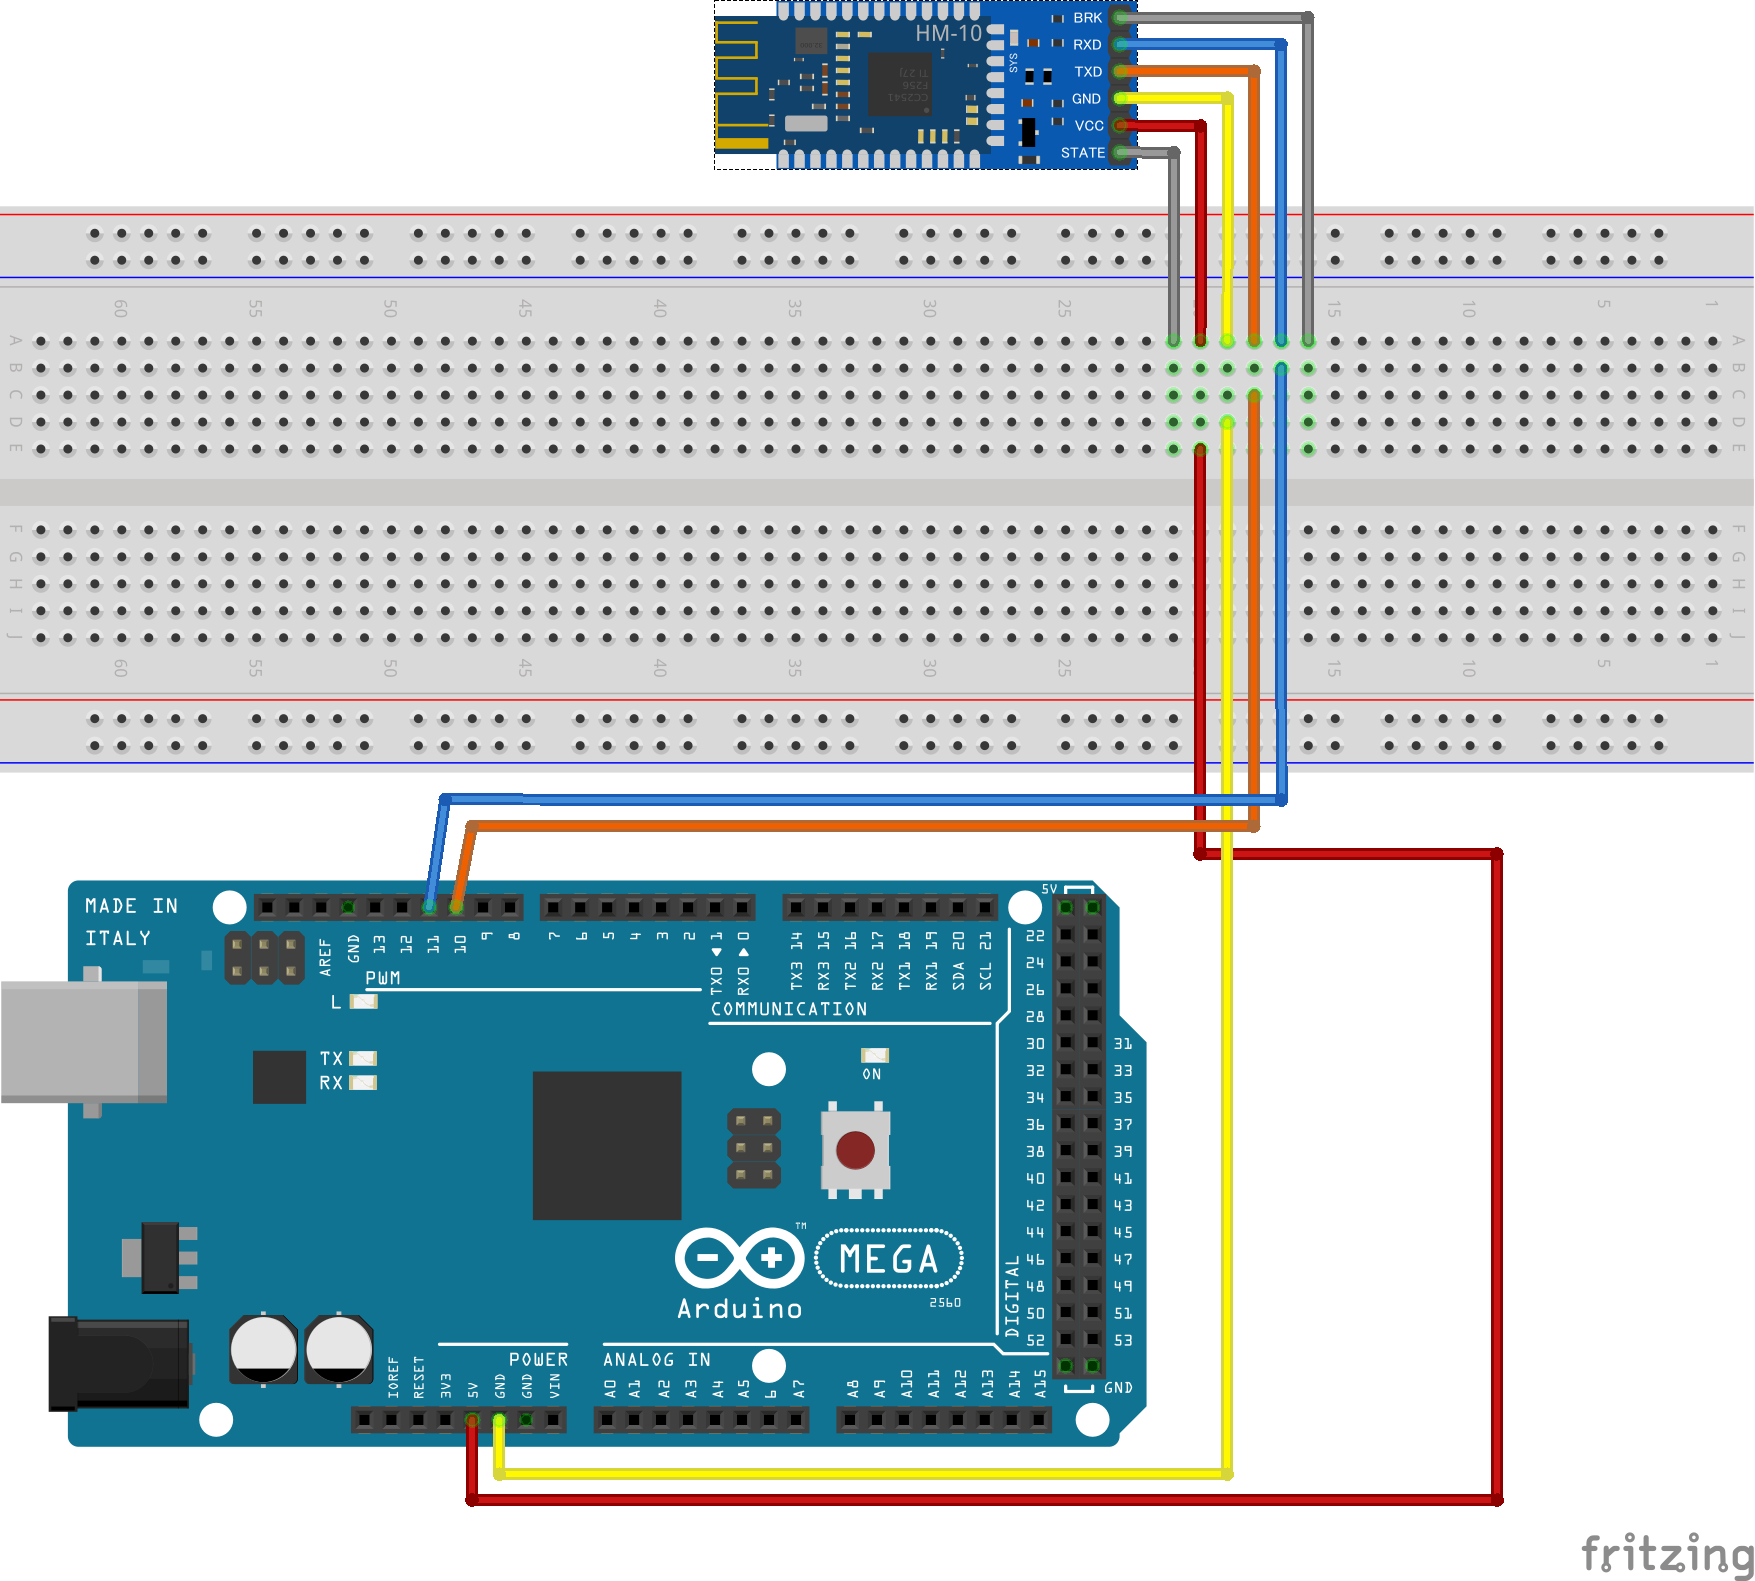 HM-10
SYS
TI 27J
F256
CC2541
BRK
RXD
TXD
GND
VCC
STATE
60 55 50 45 40 35 30 25 15 10 5 1
A A
B B
C C
D D
E E
F F
G G
H H
I I
J J
60 55 50 45 40 35 30 25 15 10 5 1
MADE IN
ITALY
AREF
GND
13
12
11
10
9
8
7
6
5
4
3
2
TX0 1
RX0 0
TX3 14
RX3 15
TX2 16
RX2 17
TX1 18
RX1 19
SDA 20
SCL 21
PWM
COMMUNICATION
L
TX
RX
ON
5V
22
24
26
28
30 31
32 33
34 35
36 37
38 39
40 41
42 43
44 45
46 47
48 49
50 51
52 53
GND
DIGITAL
TM
MEGA
2560
Arduino
POWER
ANALOG IN
IOREF
RESET
3V3
5V
GND
GND
VIN
A0
A1
A2
A3
A4
A5
6
A7
A8
A9
A10
A11
A12
A13
A14
A15
fritzing